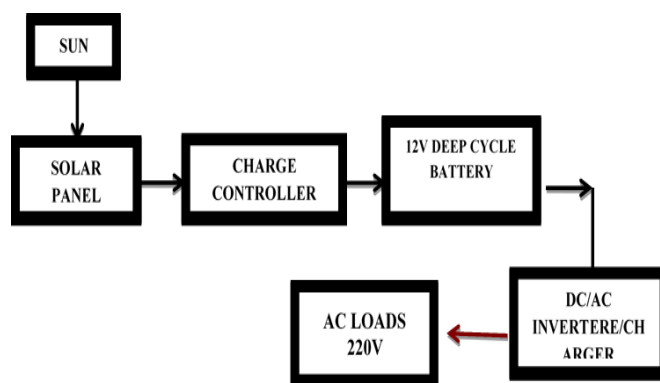 SUN
SOLAR
PANEL
CHARGE
CONTROLLER
12V DEEP CYCLE
BATTERY
DC/AC
INVERTERE/CH
ARGER
AC LOADS
220V